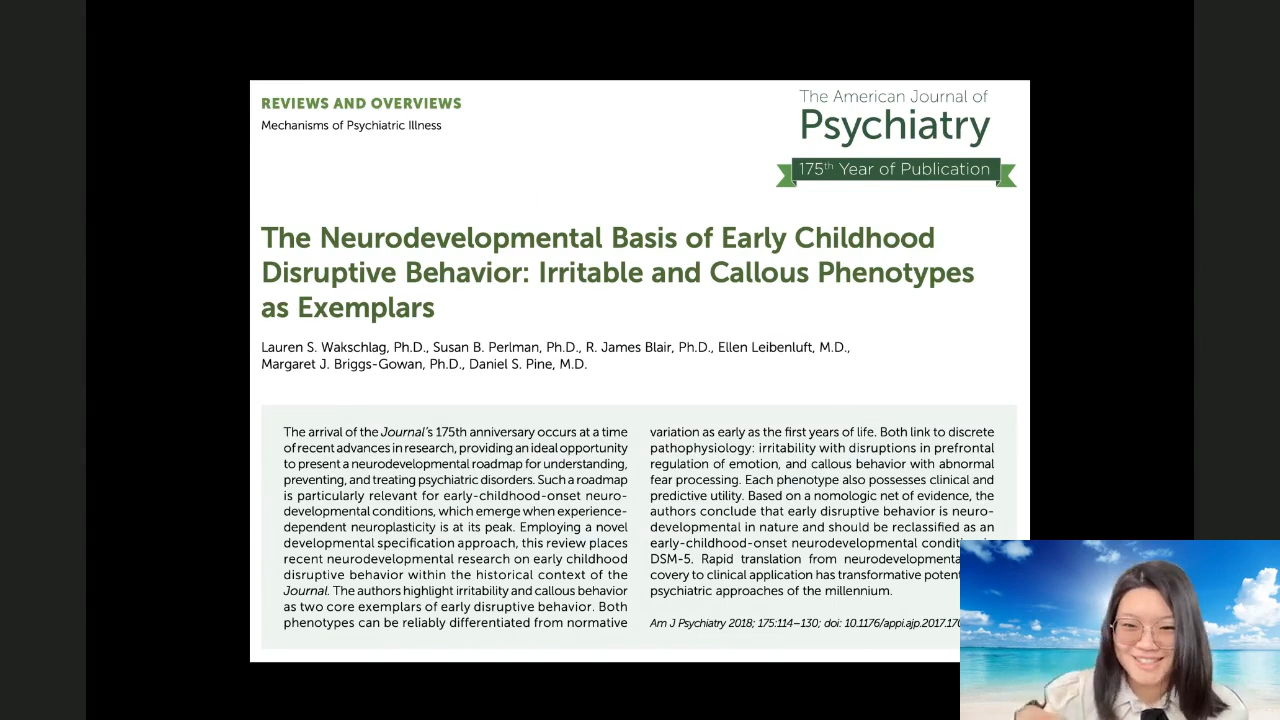 REVIEWS AND OVERVIEWS
Mechanisms of Psychiatric Illness
The American Journal of
Psychiatry
175th Year of Publication
The Neurodevelopmental Basis of Early Childhood
Disruptive Behavior: Irritable and Callous Phenotypes
as Exemplars
Lauren S. Wakschlag, Ph.D., Susan B. Perlman, Ph.D., R. James Blair, Ph.D., Ellen Leibenluft, M.D.,
Margaret J. Briggs-Gowan, Ph.D., Daniel S. Pine, M.D.
The arrival of the Journal's 175th anniversary occurs at a time
of recent advances in research, providing an ideal opportunity
to present a neurodevelopmental roadmap for understanding,
preventing, and treating psychiatric disorders. Such a roadmap
is particularly relevant for early-childhood-onset neuro-
developmental conditions, which emerge when experience-
dependent neuroplasticity is at its peak. Employing a novel
developmental specification approach, this review places
recent neurodevelopmental research on early childhood
disruptive behavior within the historical context of the
Journal. The authors highlight irritability and callous behavior
as two core exemplars of early disruptive behavior. Both
phenotypes can be reliably differentiated from normative
variation as early as the first years of life. Both link to discrete
pathophysiology: irritability with disruptions in prefrontal
regulation of emotion, and callous behavior with abnormal
fear processing. Each phenotype also possesses clinical and
predictive utility. Based on a nomologic net of evidence, the
authors conclude that early disruptive behavior is neuro-
developmental in nature and should be reclassified as an
early-childhood-onset neurodevelopmental
DSM-5. Rapid translation from neurodevelopmental
covery to clinical application has transformative
psychiatric approaches of the millennium.
Am J Psychiatry 2018; 175:114–130; doi: 10.1176/appi.ajp.2017.17